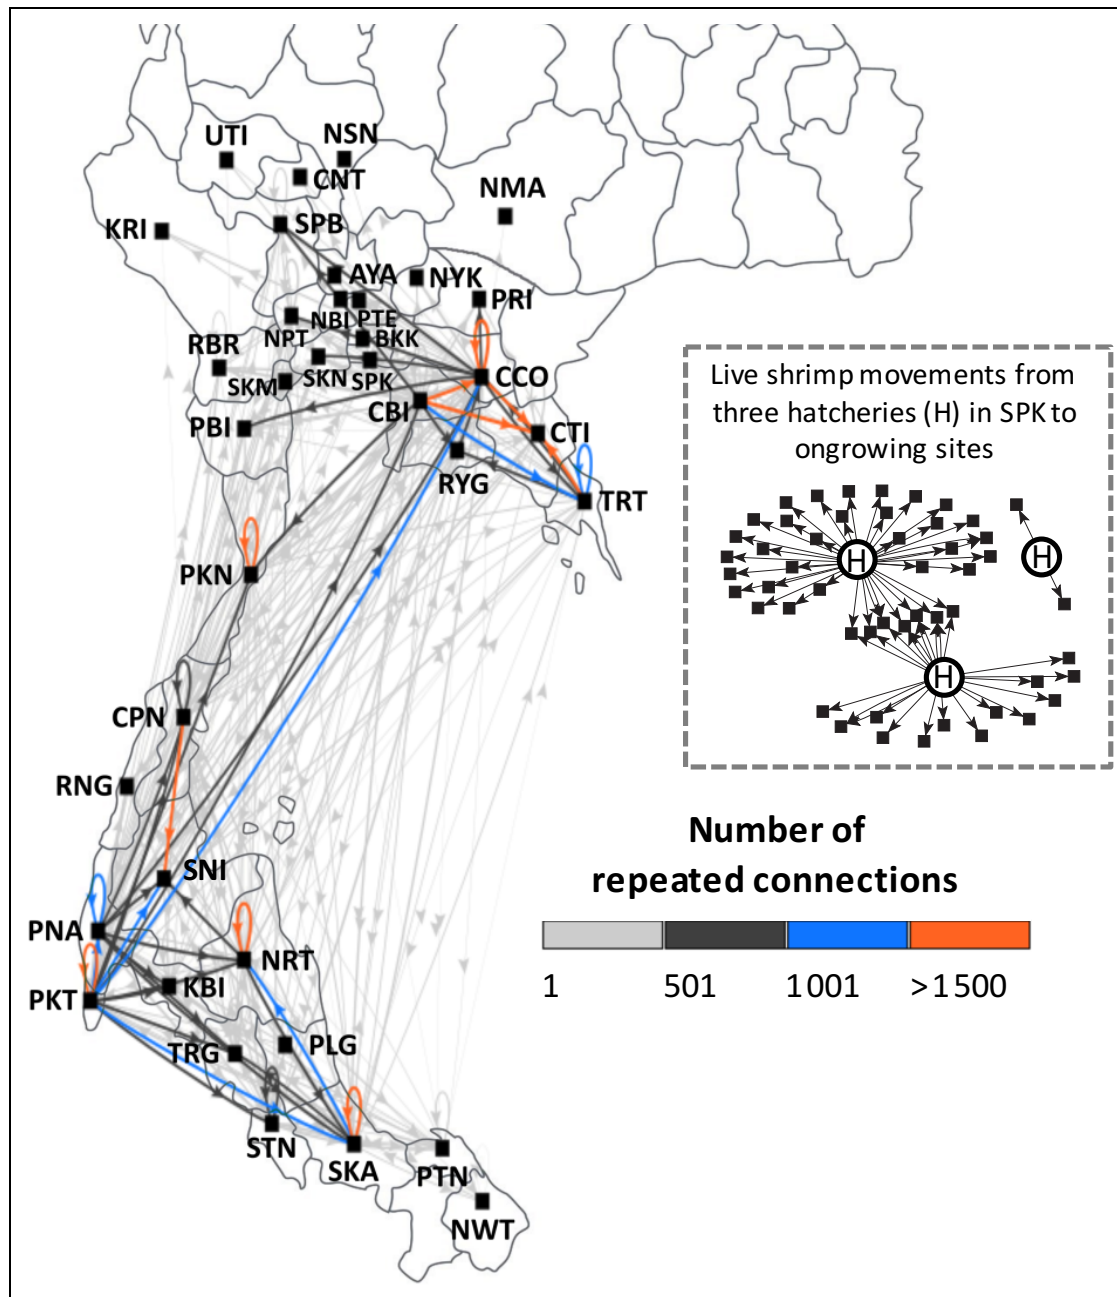 UTI
NSN
CNT
NMA
KRI
SPB
AYA
NYK
PRI
NBI
PTE
NPT
BKK
RBR
SKN
SPK
SKM
CCO
CBI
PBI
CTI
RYG
TRT
PKN
CPN
RNG
SNI
PNA
NRT
KBI
PKT
TRG
PLG
STN
SKA
PTN
NWT
Live shrimp movements from
three hatcheries (H) in SPK to
ongrowing sites
H
H
H
Number of
repeated connections
1 501 1001 >1500